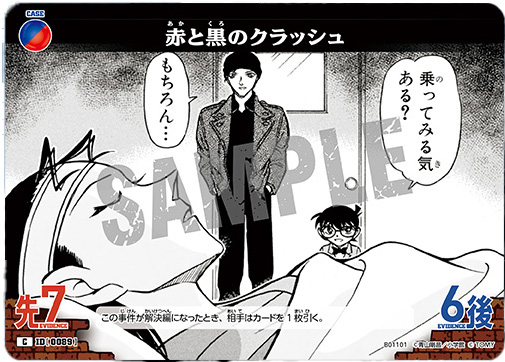 CASE
赤と黒のクラッシュ
乗ってみる気
ある?
もちろん…
SAMPLE
先7
EVIDENCE
6後
EVIDENCE
この事件が解決編になったとき、相手はカードを1枚引く。
C ID(0089)
B01101 ©青山剛昌/小学館 © TOMY